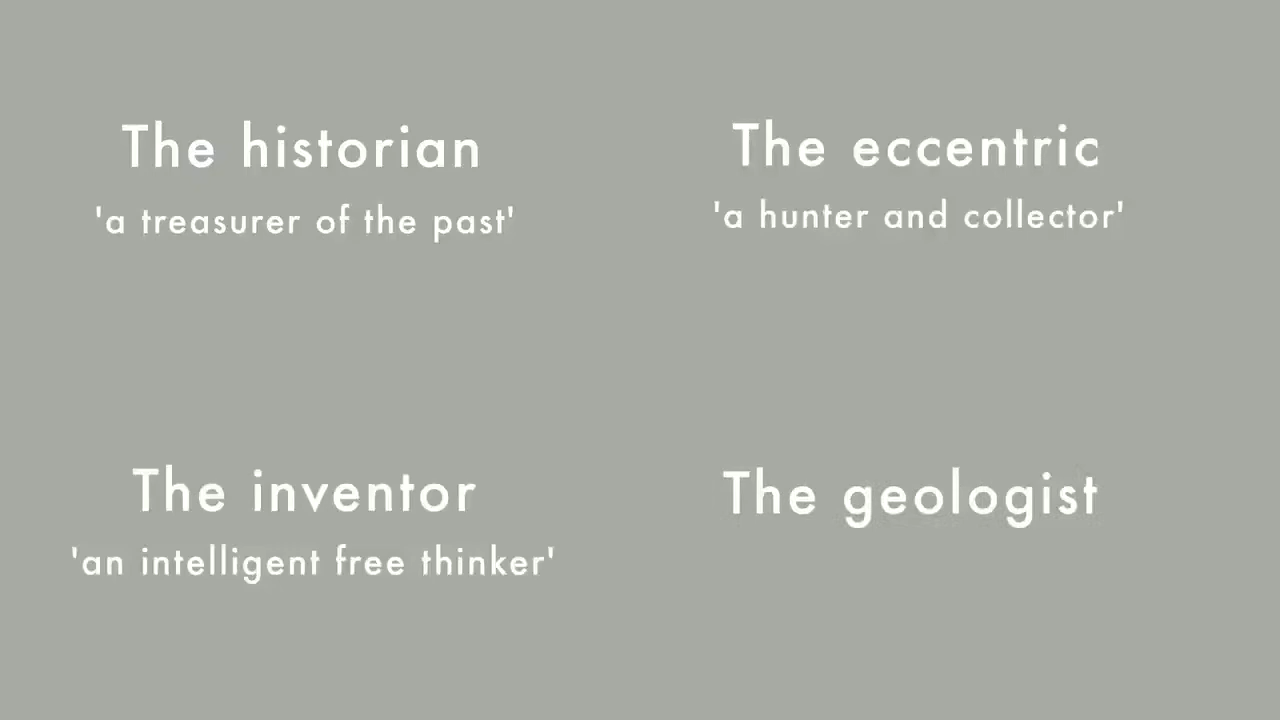 The historian
'a treasurer of the past'
The eccentric
'a hunter and collector'
The inventor
'an intelligent free thinker'
The geologist